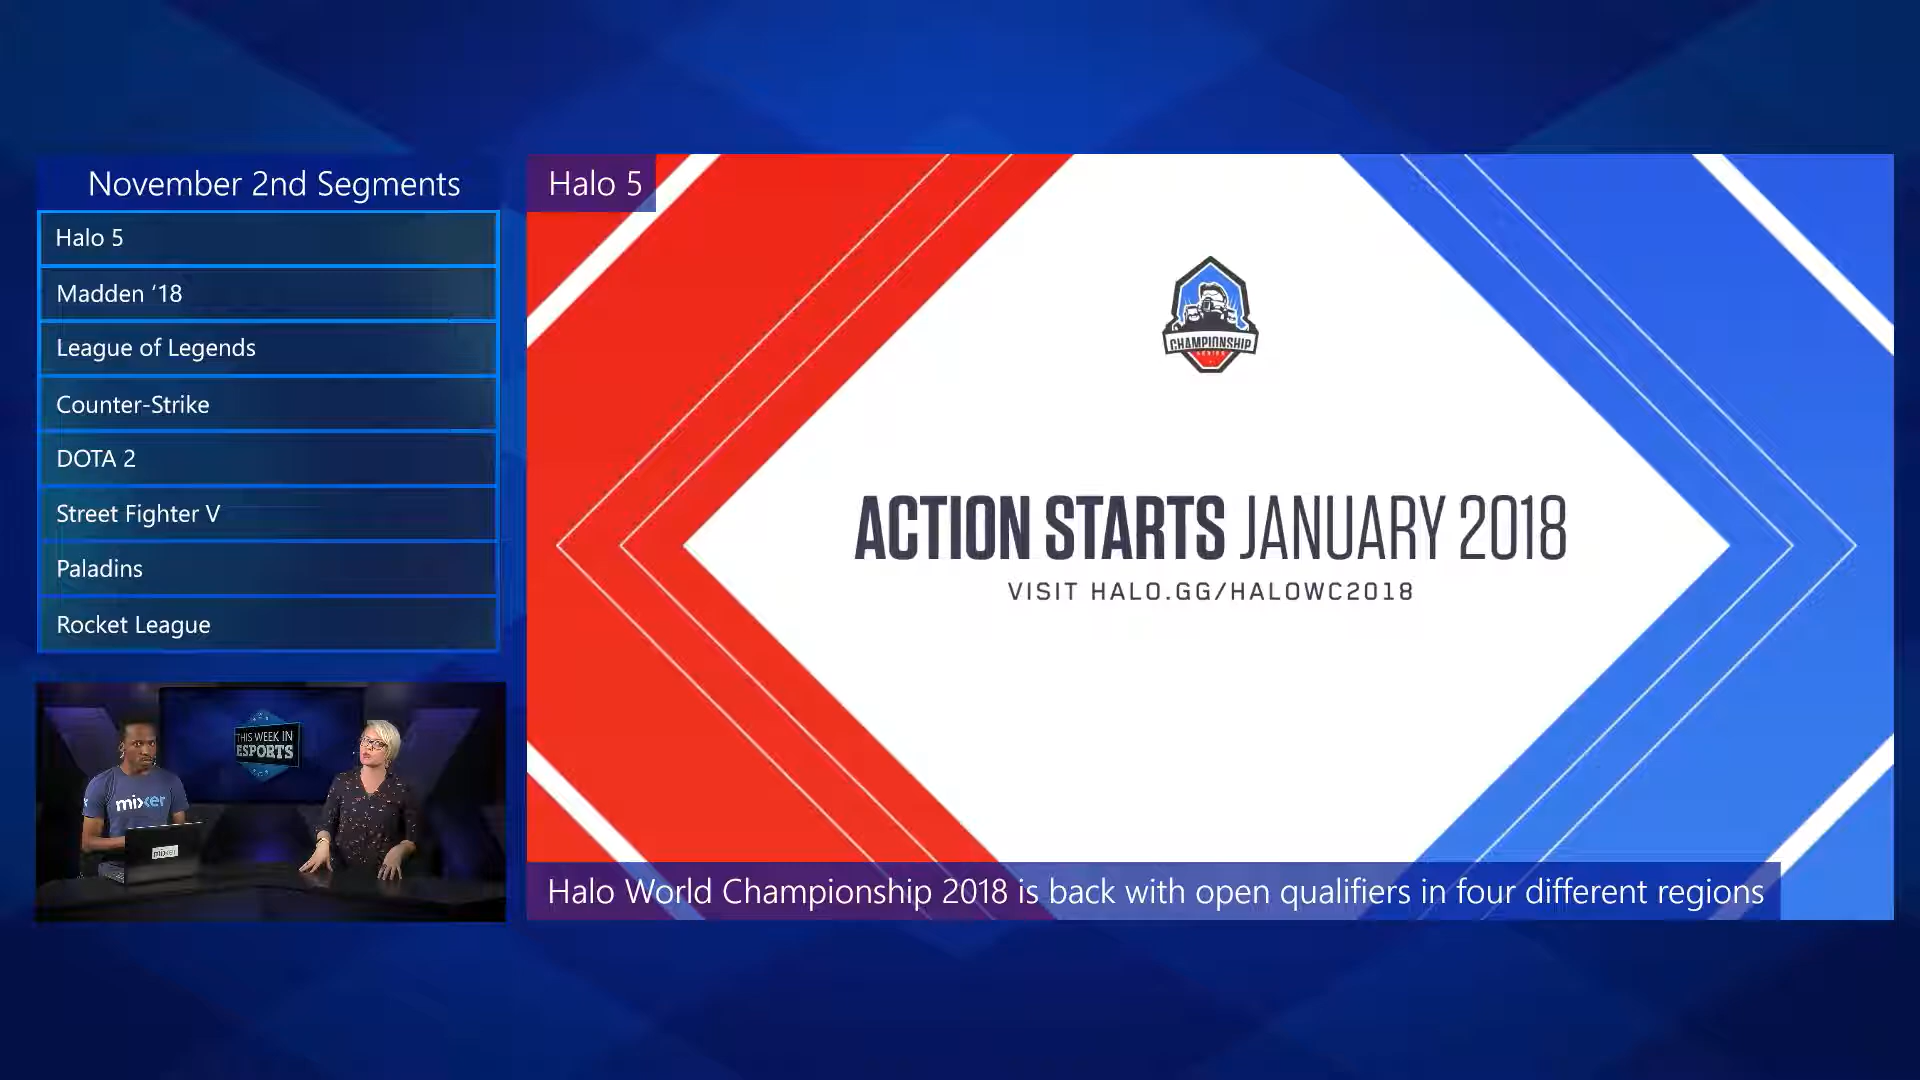 November 2nd Segments
Halo 5
Madden ‘18
League of Legends
Counter-Strike
DOTA 2
Street Fighter V
Paladins
Rocket League
THIS WEEK IN
ESPORTS
mixer
mixer
Halo 5
CHAMPIONSHIP
SERIES
ACTION STARTS JANUARY 2018
VISIT HALO.GG/HALOWC2018
Halo World Championship 2018 is back with open qualifiers in four different regions